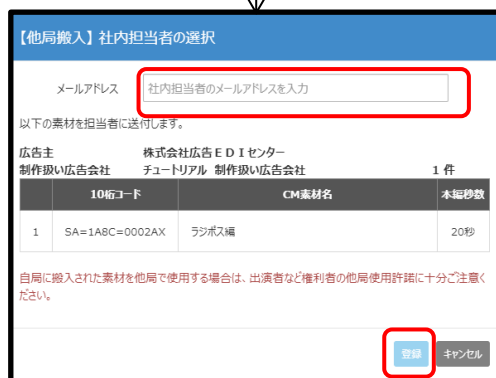 【他局搬入】社内担当者の選択
メールアドレス 社内担当者のメールアドレスを入力
以下の素材を担当者に送付します。
広告主 株式会社広告ＥＤＩセンター
制作扱い広告会社 チュートリアル 制作扱い広告会社 1 件
10桁コード CM素材名 本編秒数
1 SA=1A8C=0002AX ラジポス編 20秒
自局に搬入された素材を他局で使用する場合は、出演者など権利者の他局使用許諾に十分ご注意く
ださい。
登録 キャンセル